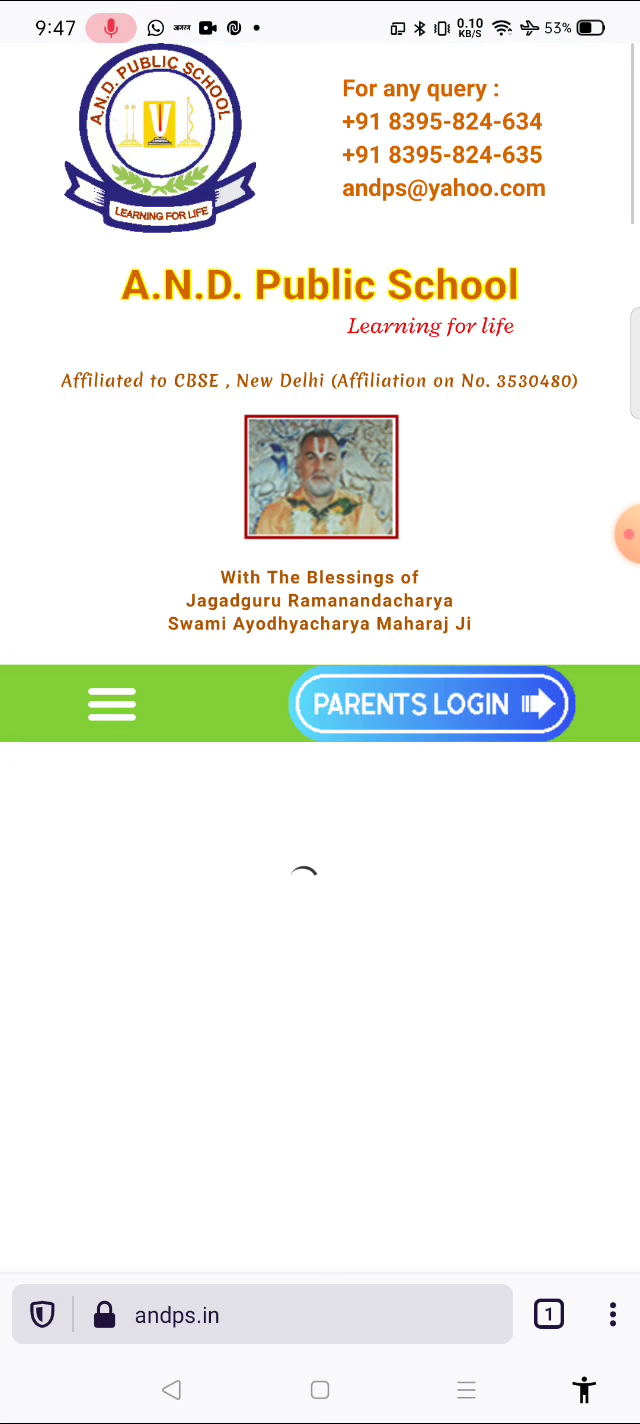 9:47
जागरण
0.10
KB/S
53%
A.N.D. PUBLIC SCHOOL
LEARNING FOR LIFE
For any query :
+91 8395-824-634
+91 8395-824-635
andps@yahoo.com
A.N.D. Public School
Learning for life
Affiliated to CBSE , New Delhi (Affiliation on No. 3530480)
With The Blessings of
Jagadguru Ramanandacharya
Swami Ayodhyacharya Maharaj Ji
PARENTS LOGIN
andps.in
1